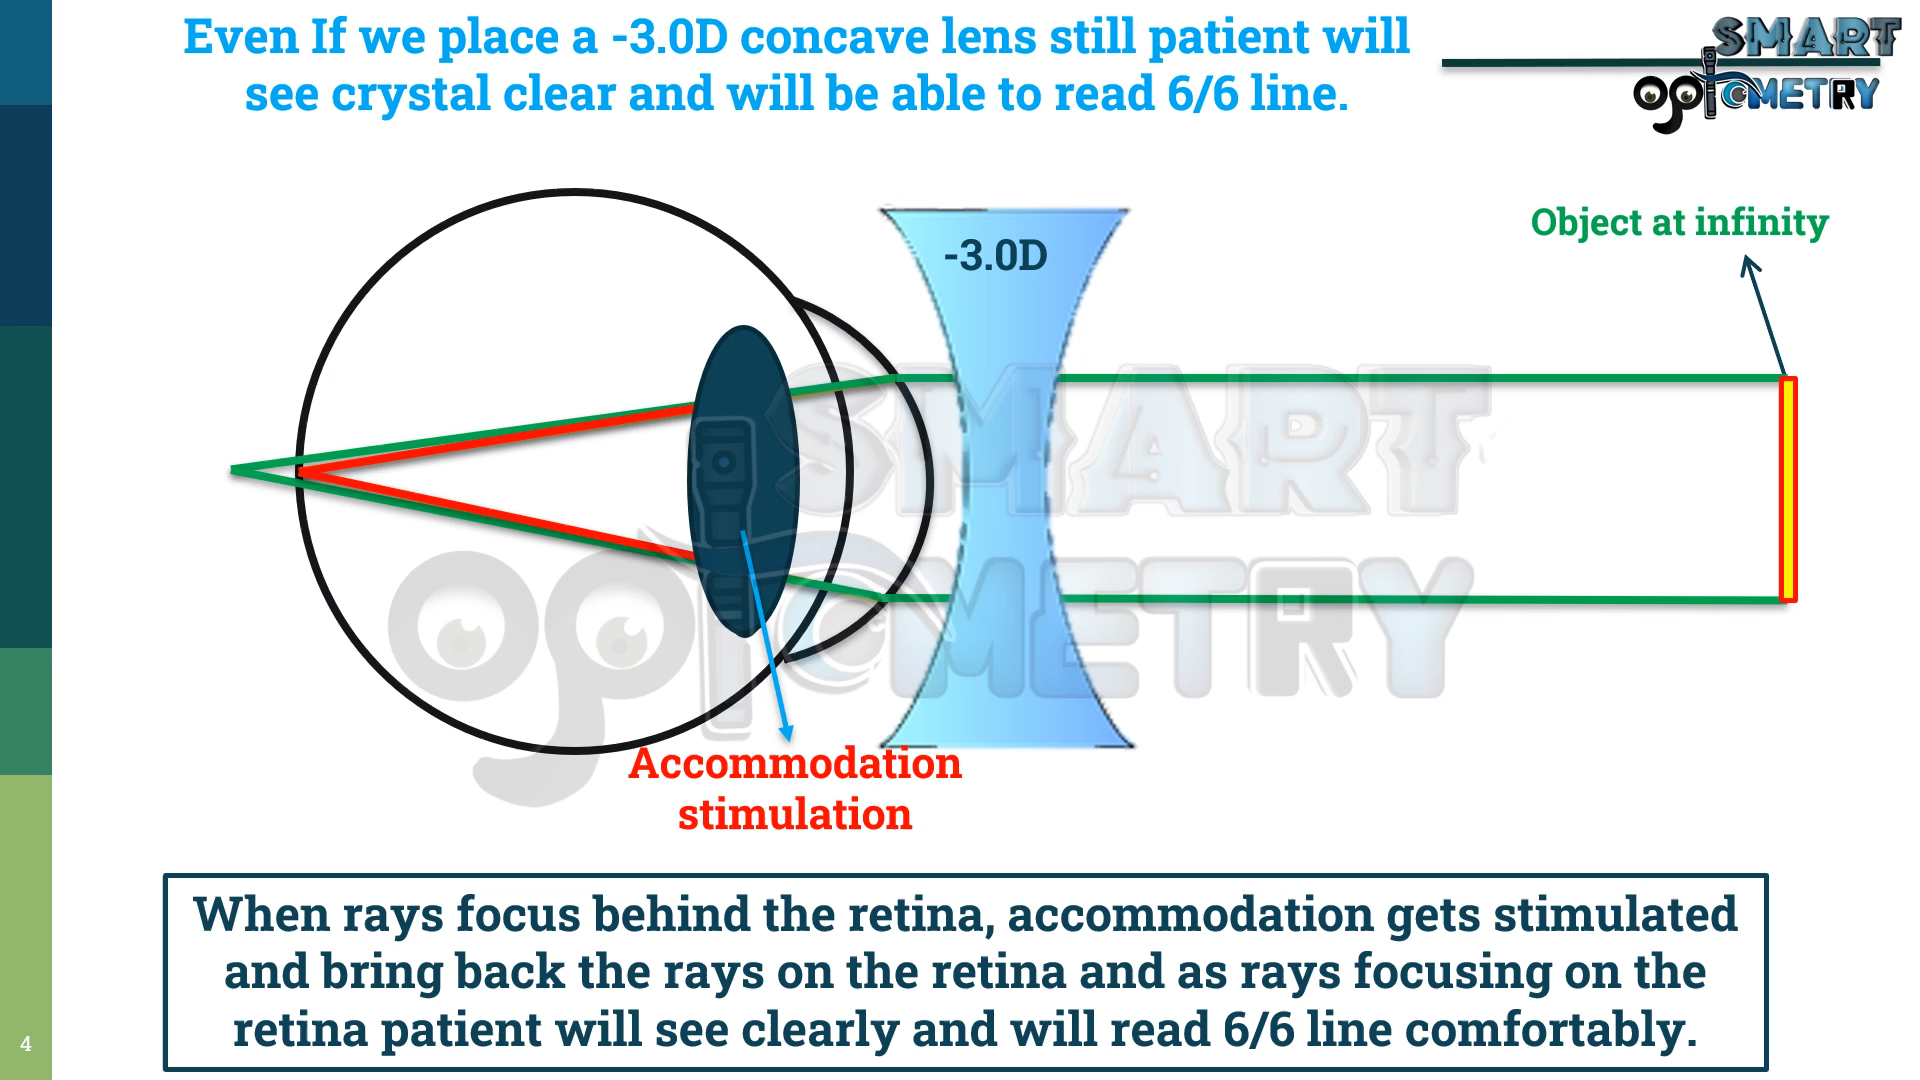 Even If we place a -3.0D concave lens still patient will
see crystal clear and will be able to read 6/6 line.
SMART
OPTOMETRY
-3.0D
Object at infinity
SMART
OPTOMETRY
Accommodation
stimulation
When rays focus behind the retina, accommodation gets stimulated
and bring back the rays on the retina and as rays focusing on the
retina patient will see clearly and will read 6/6 line comfortably.
4